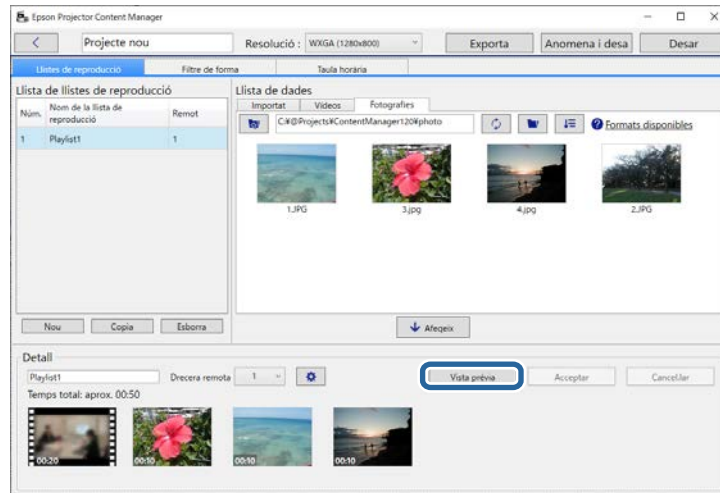 Epson Projector Content Manager
Projecte nou
Resolució :
WXGA (1280x800)
Exporta
Anomena i desa
Desar
Llistes de reproducció
Filtre de forma
Taula horària
Llista de llistes de reproducció
Núm.
Nom de la llista de
reproducció
Remot
1
Playlist1
1
Nou
Copia
Esborra
Llista de dades
Importat
Vídeos
Fotografies
C:¥@Projects¥ContentManager120¥photo
Formats disponibles
1.JPG
3.jpg
4.jpg
2.JPG
Afegeix
Detall
Playlist1
Drecera remota
1
Vista prèvia
Acceptar
Cancel·lar
Temps total: aprox. 00:50
00:20
00:10
00:10
00:10